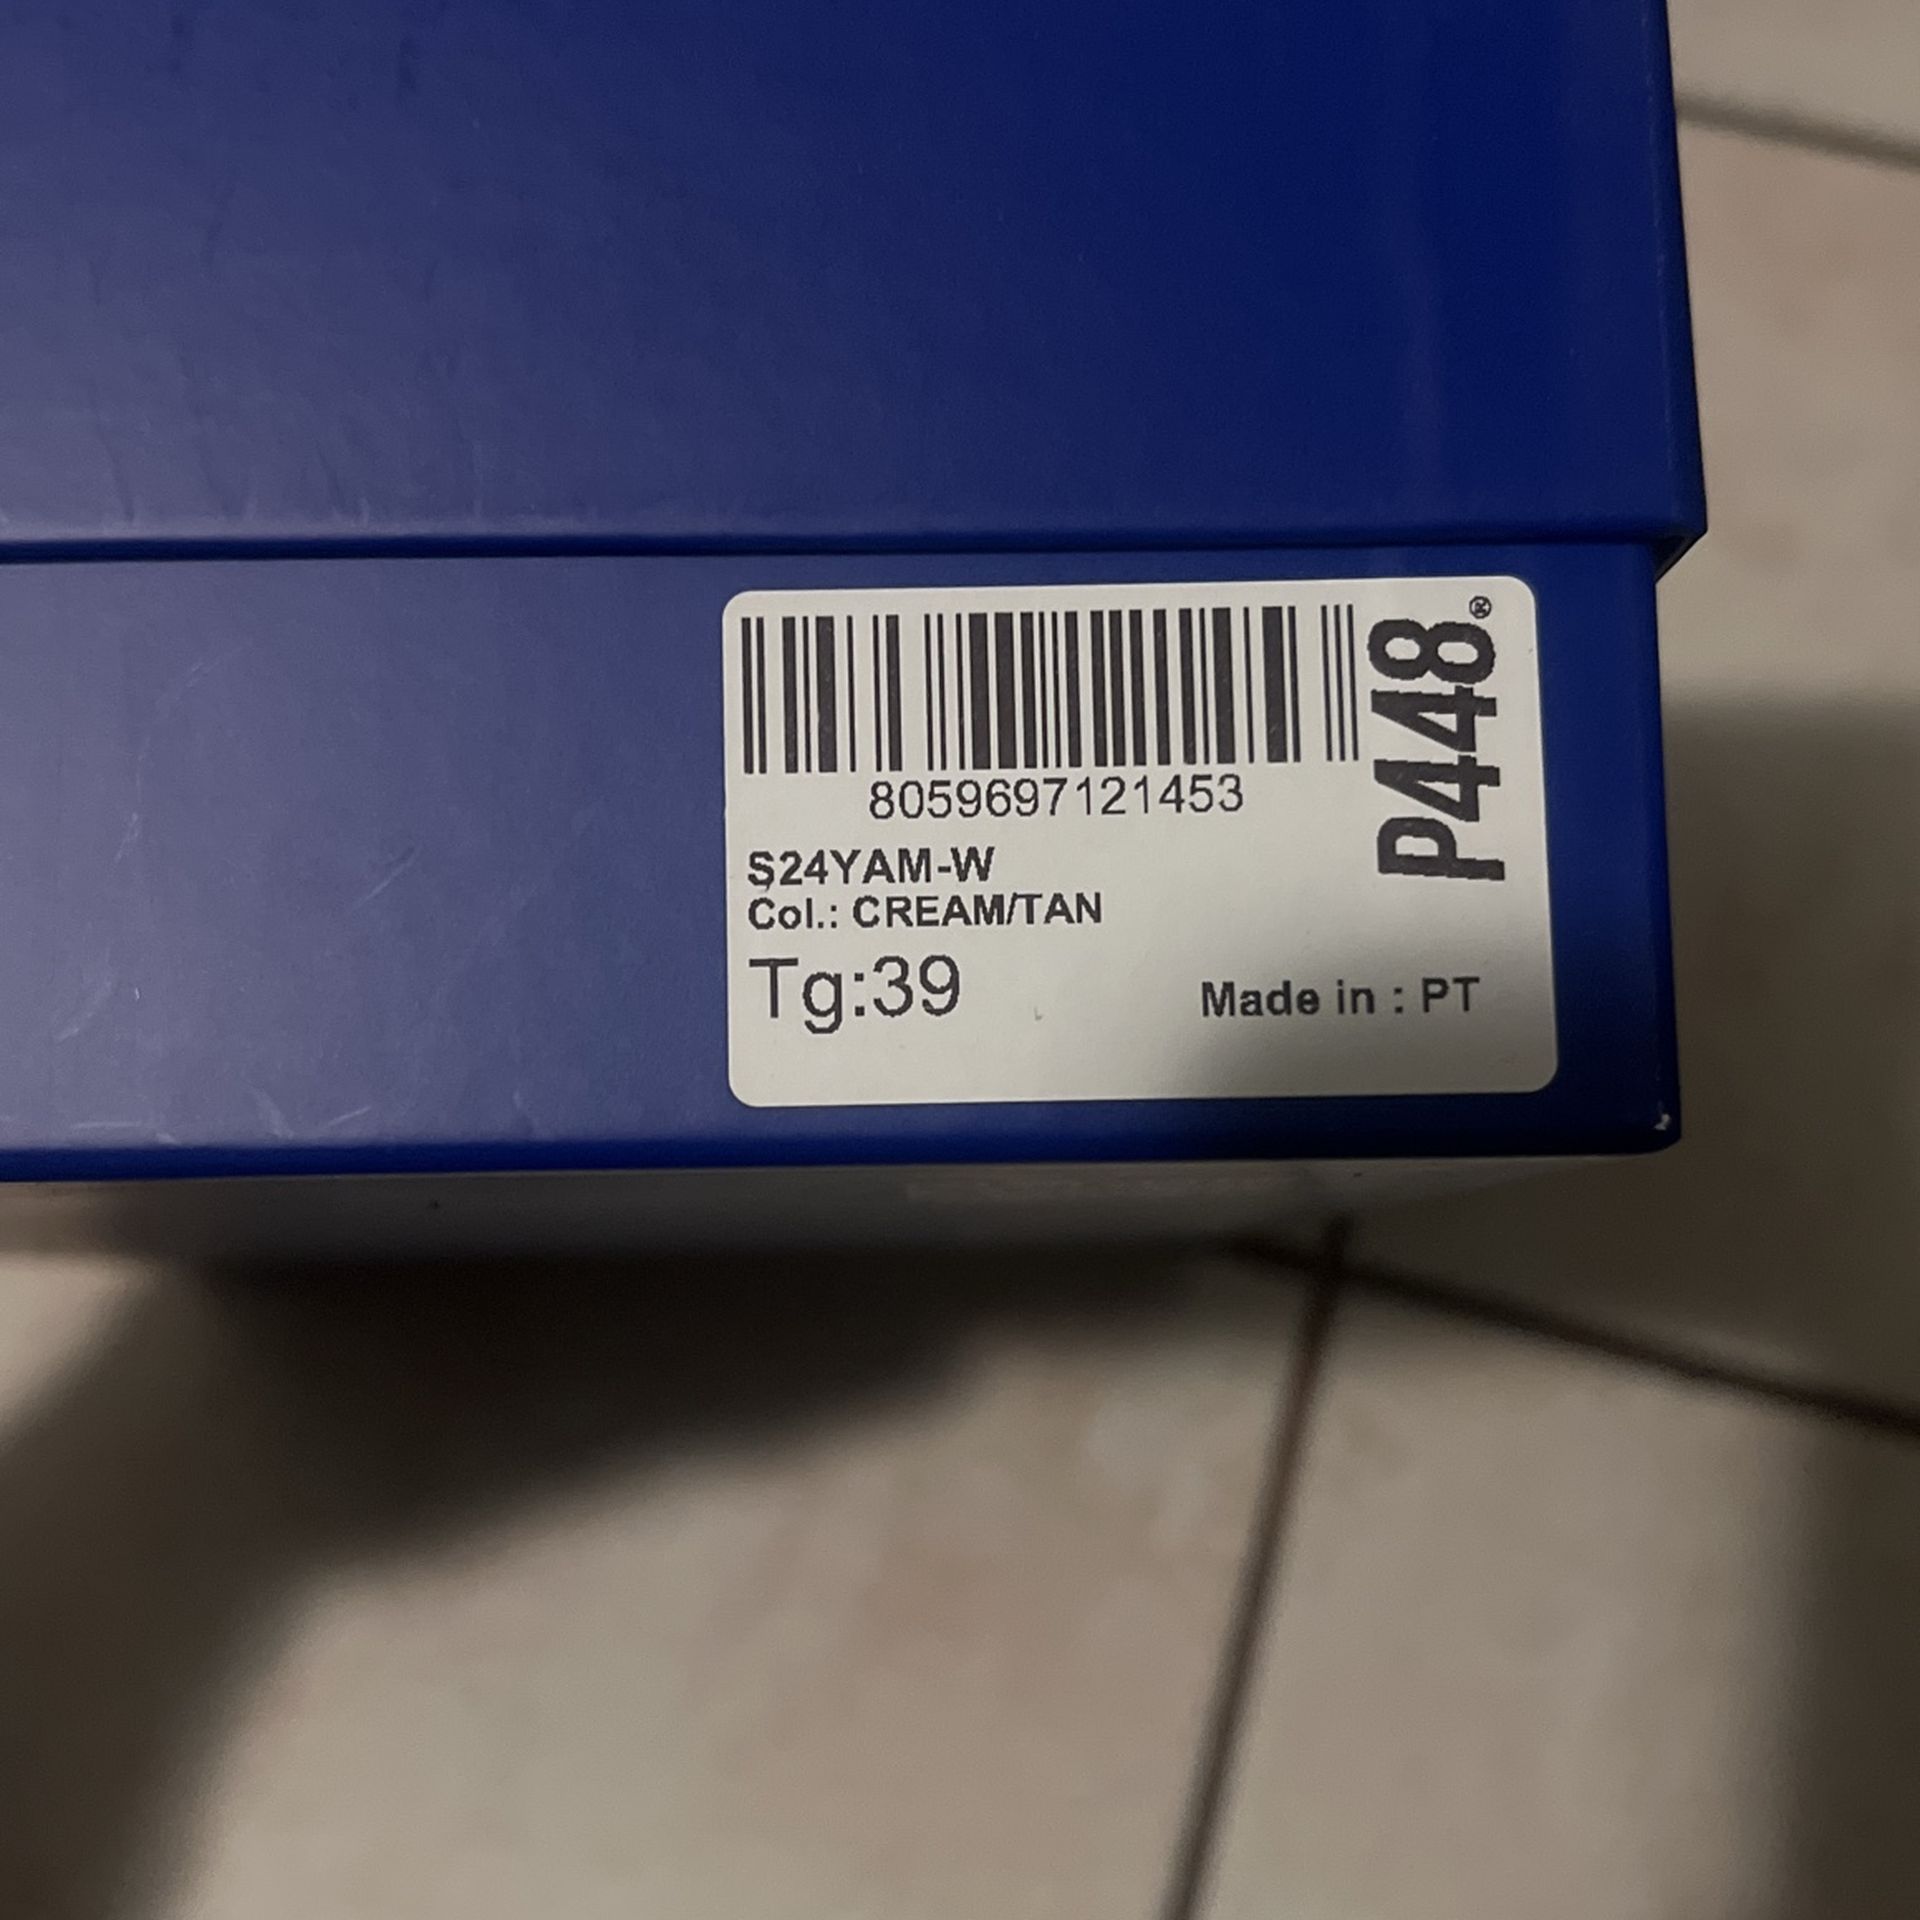 8059697121453
S24YAM-W
Col.: CREAM/TAN
Tg:39
Made in : PT
P448®